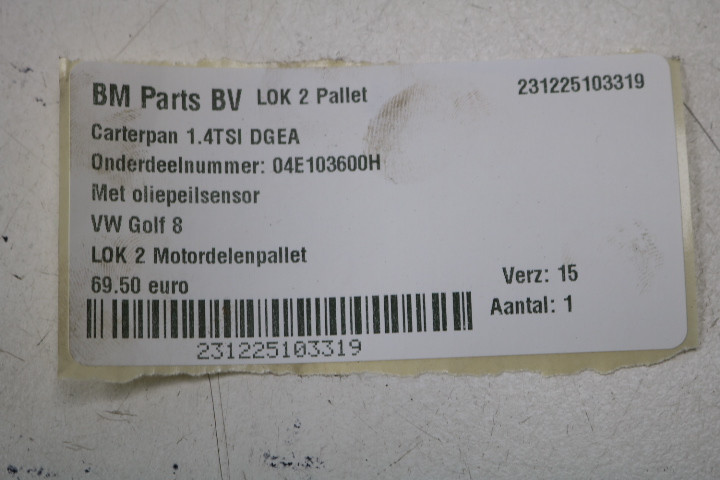 BM Parts BV LOK 2 Pallet 231225103319
Carterpan 1.4TSI DGEA
Onderdeelnummer: 04E103600H
Met oliepeilsensor
VW Golf 8
LOK 2 Motordelenpallet
69.50 euro
Verz: 15
Aantal: 1
231225103319